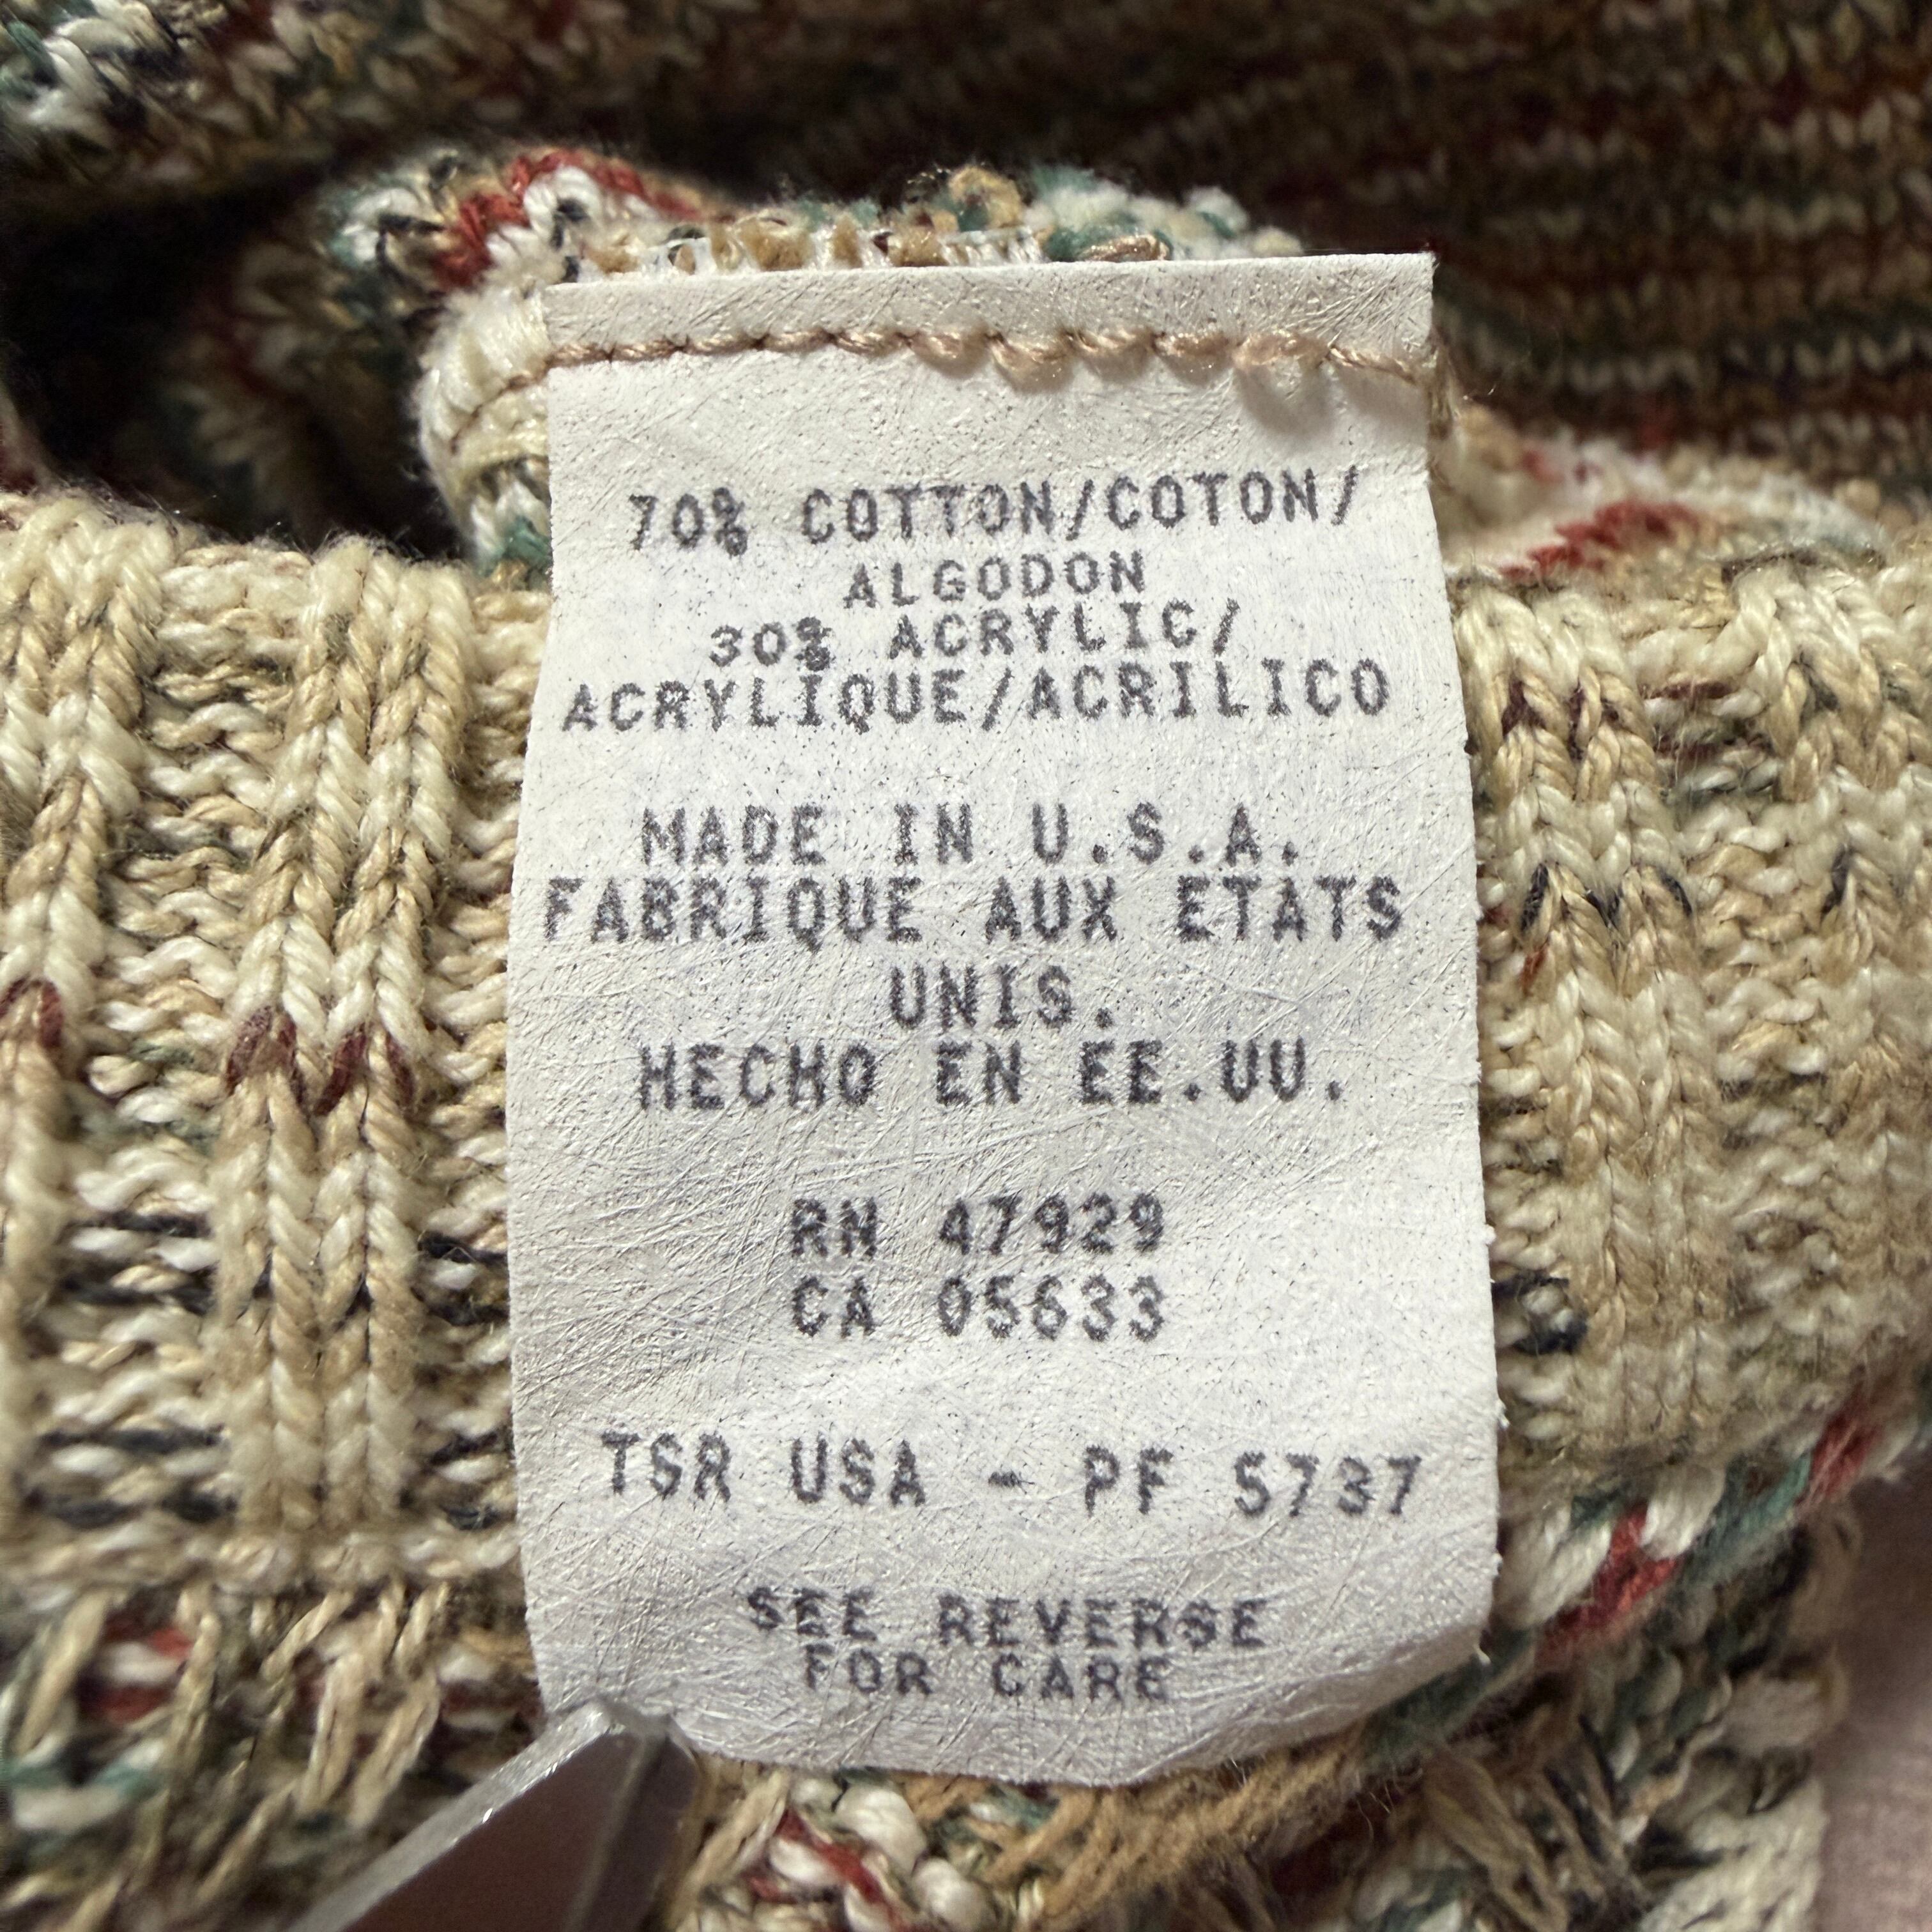 70% COTTON/COTON/
ALGODON
30% ACRYLIC/
ACRYLIQUE/ACRILICO
MADE IN U.S.A.
FABRIQUE AUX ETATS
UNIS.
HECHO EN EE.UU.
RN 47929
CA 05633
TSR USA - PF 5737
SEE REVERSE
FOR CARE